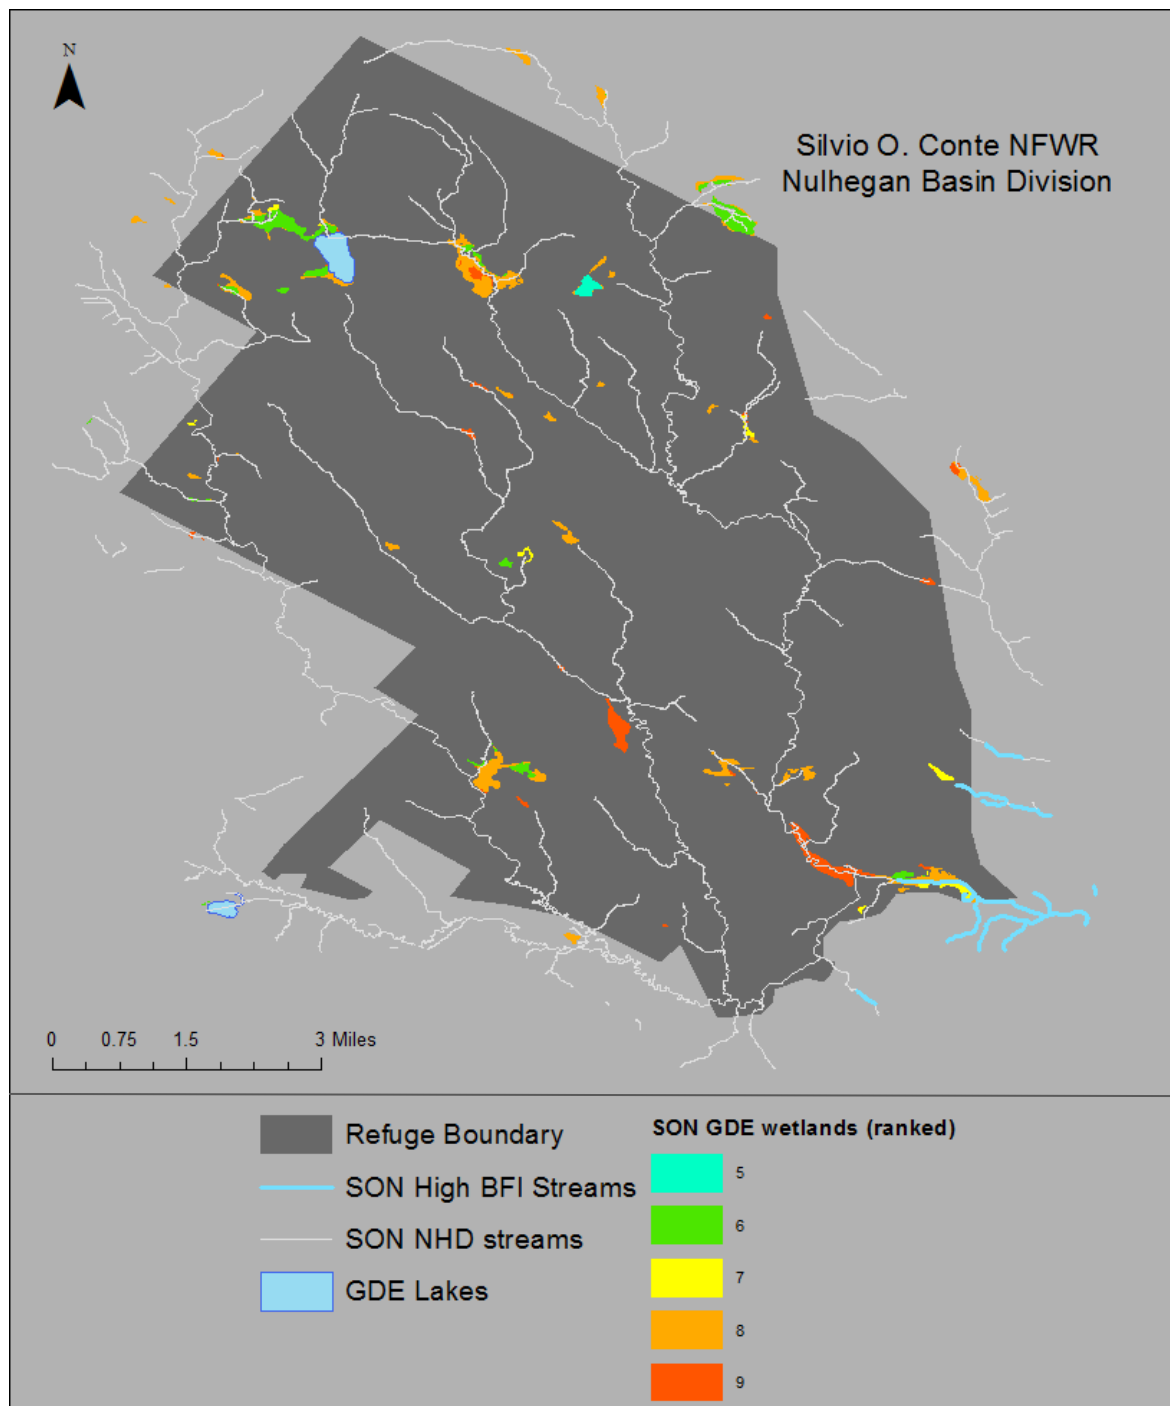 N
Silvio O. Conte NFWR
Nulhegan Basin Division
0 0.75 1.5 3 Miles
Refuge Boundary
SON High BFI Streams
SON NHD streams
GDE Lakes
SON GDE wetlands (ranked)
5
6
7
8
9